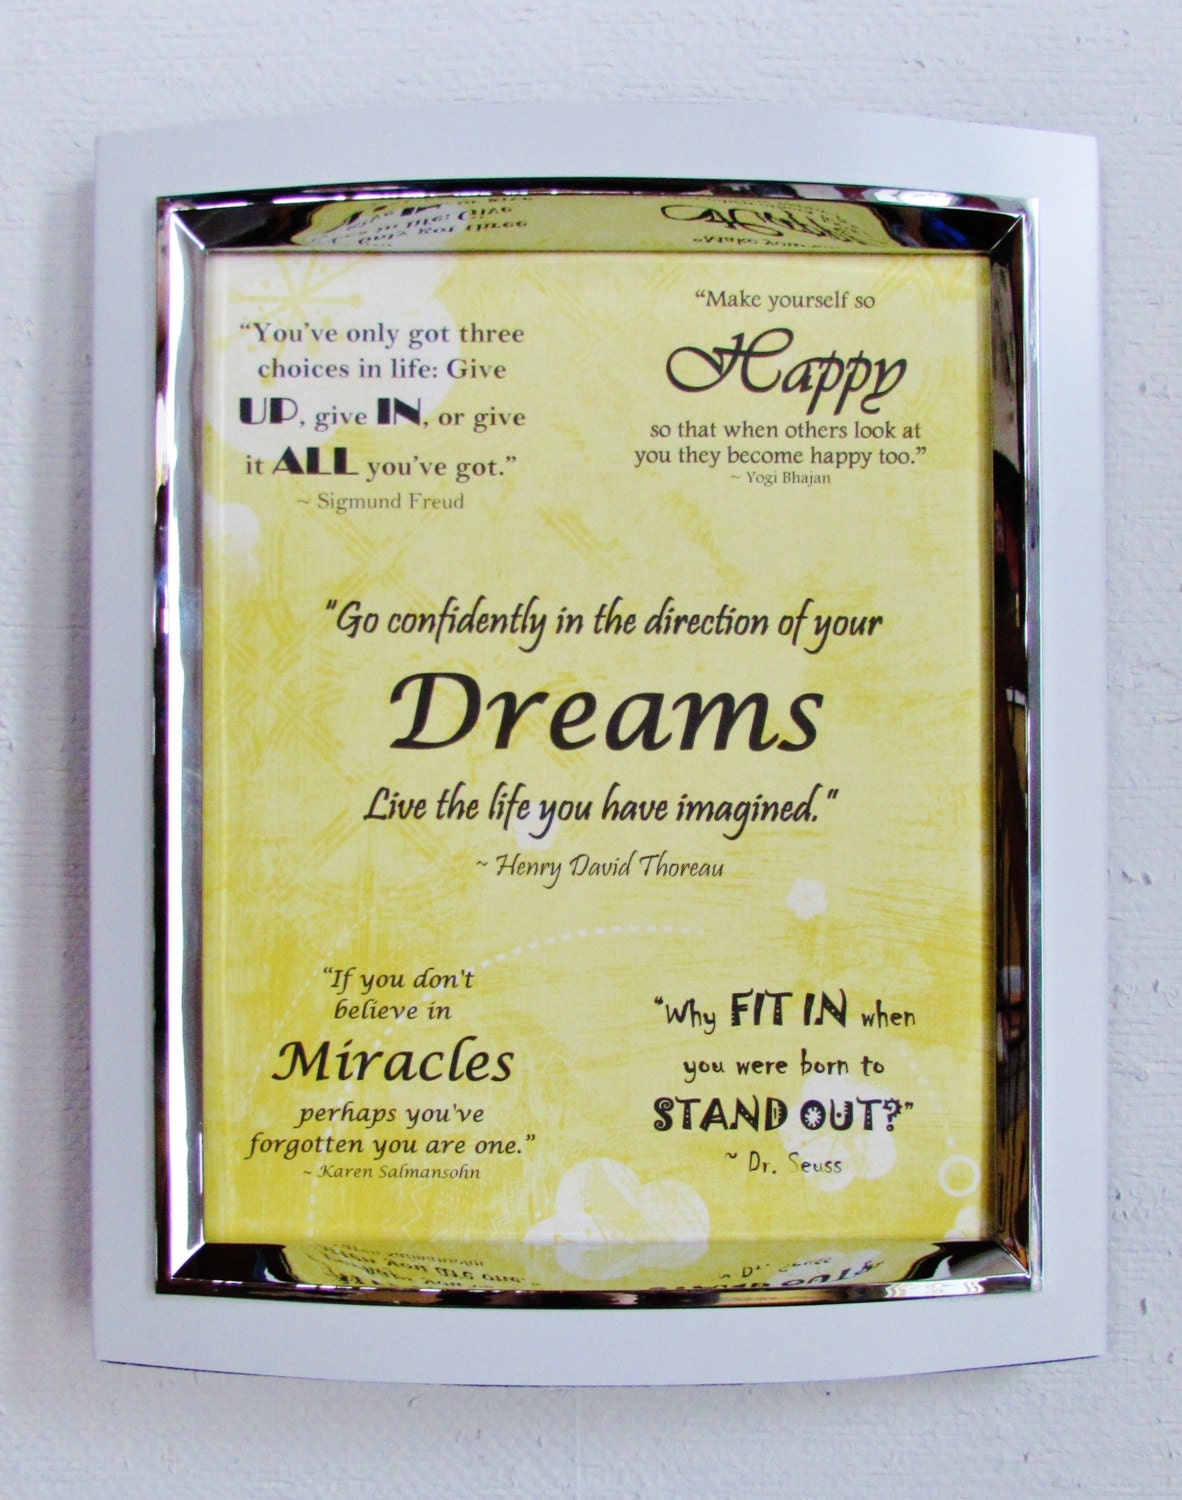 “You’ve only got three
choices in life: Give
UP, give IN, or give
it ALL you’ve got.”
~ Sigmund Freud
“Make yourself so
Happy
so that when others look at
you they become happy too.”
~ Yogi Bhajan
"Go confidently in the direction of your
Dreams
Live the life you have imagined."
~ Henry David Thoreau
“If you don't
believe in
Miracles
perhaps you've
forgotten you are one.”
~ Karen Salmansohn
“Why FIT IN when
you were born to
STAND OUT?”
~ Dr. Seuss